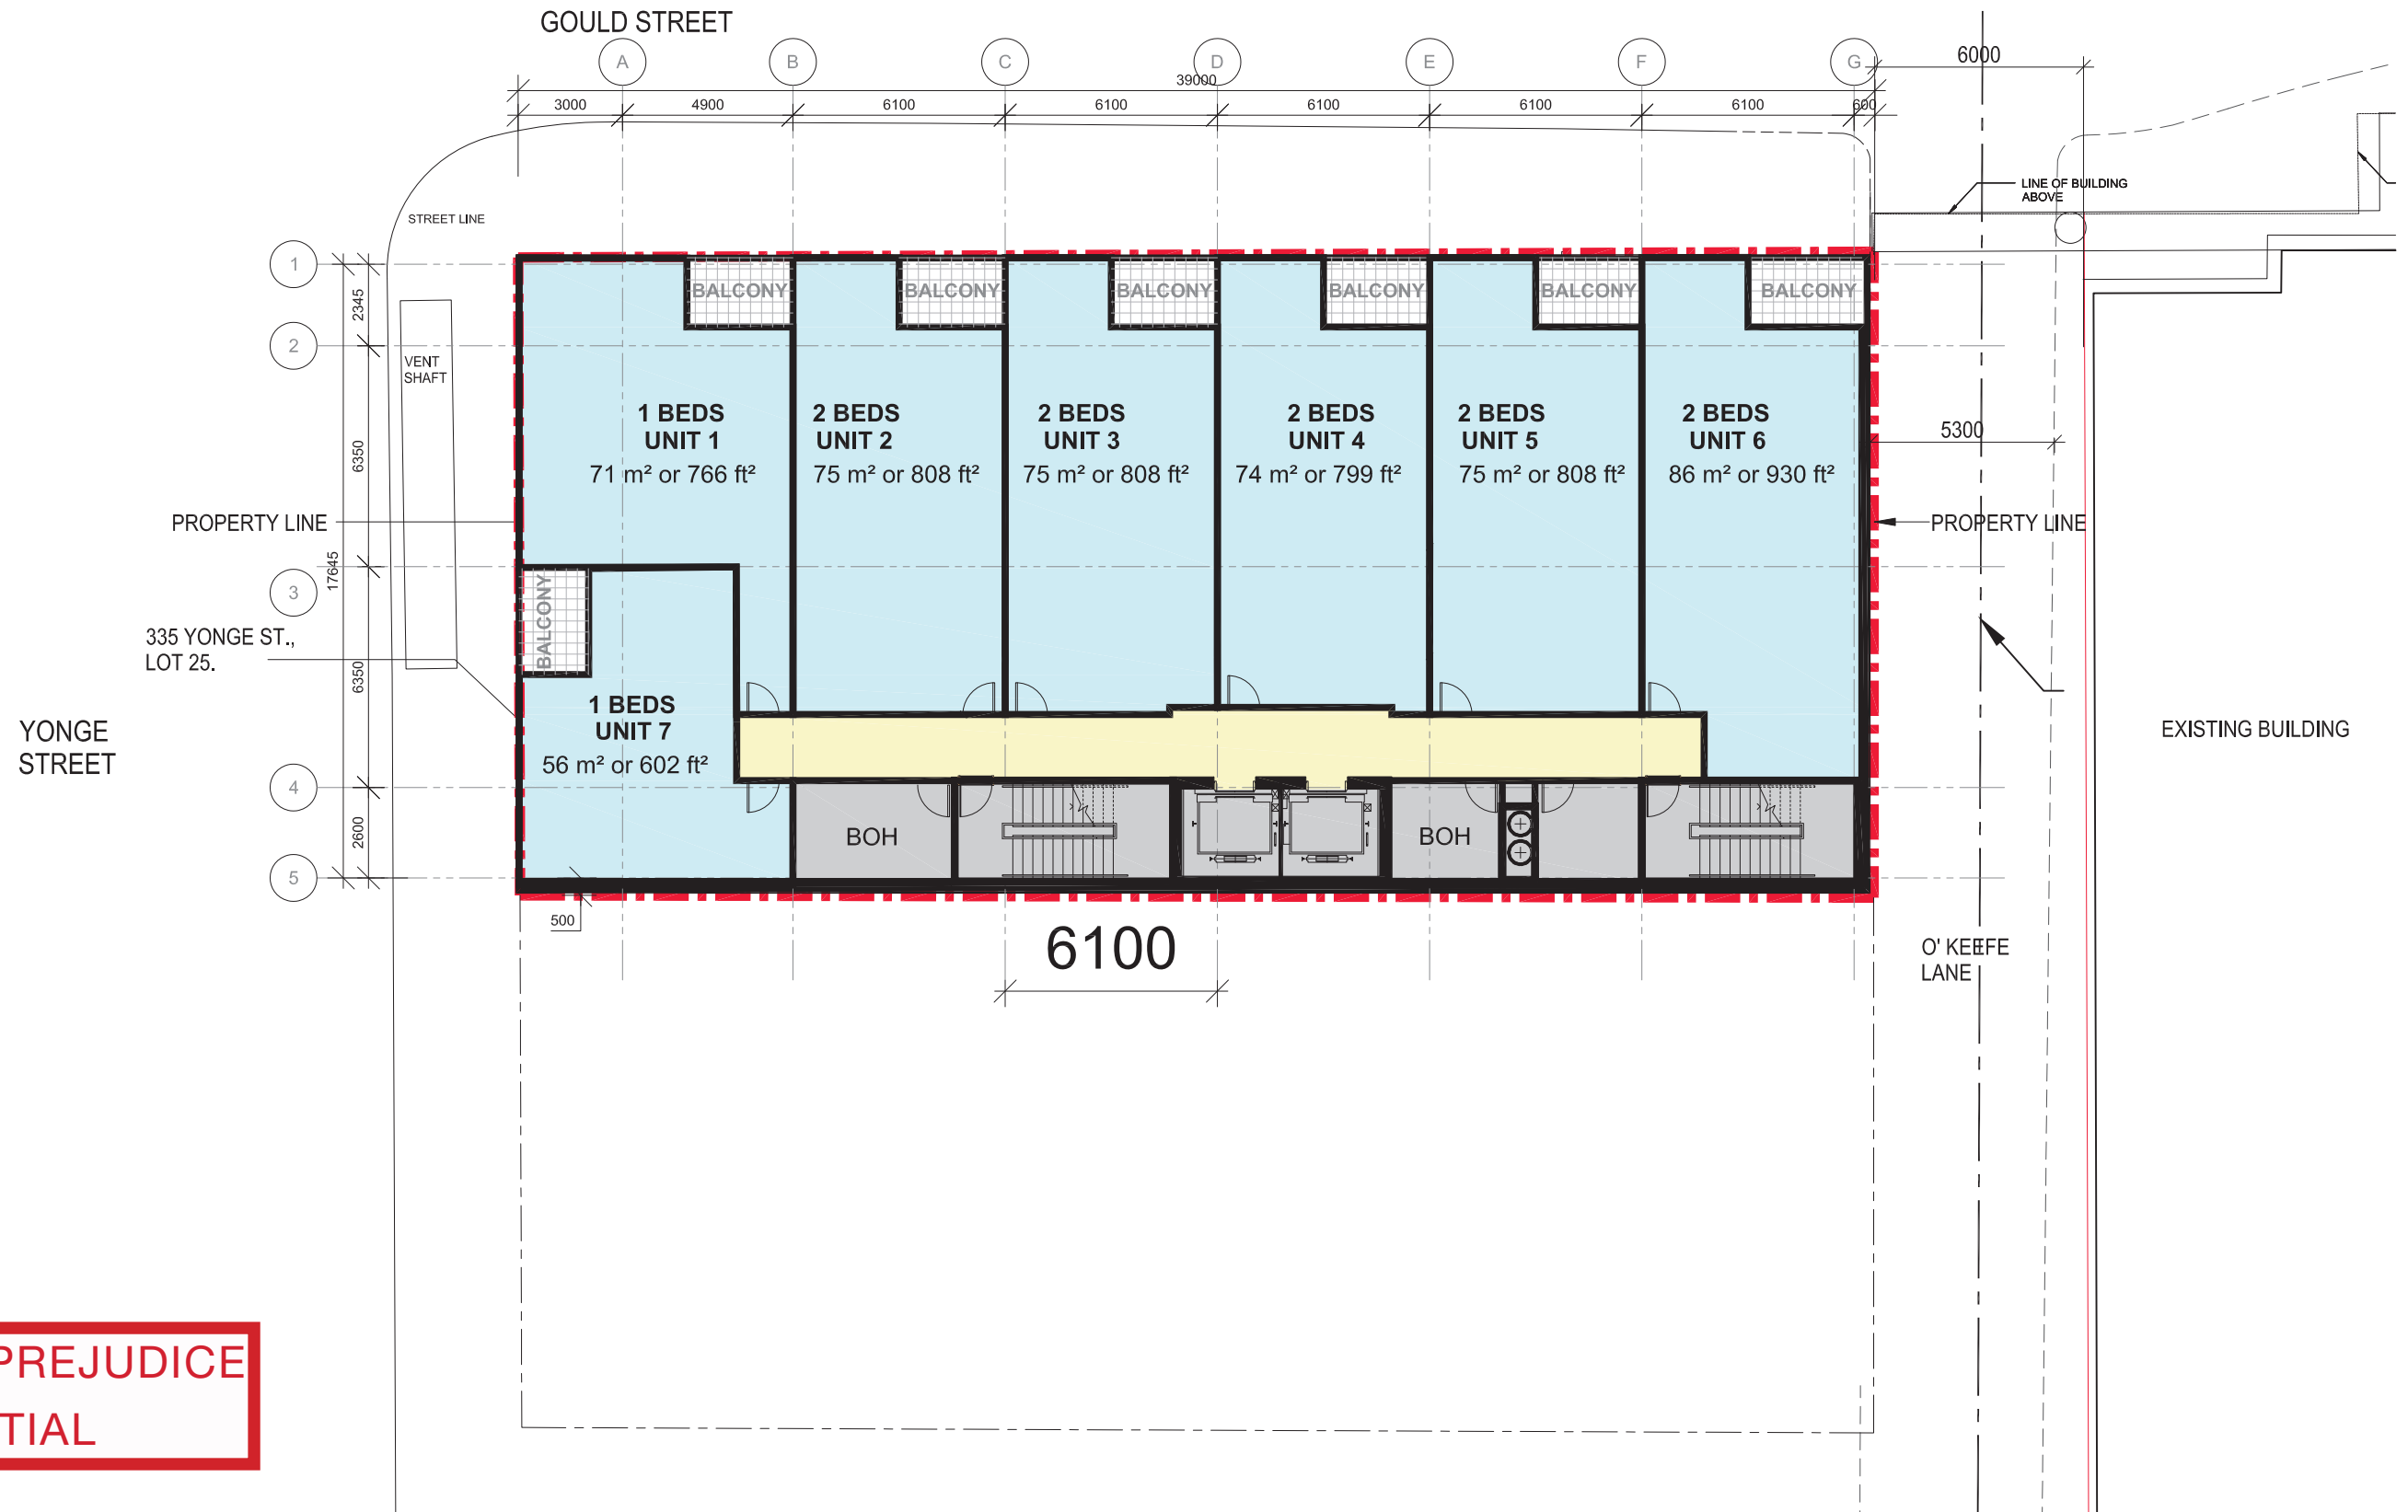 GOULD STREET
A
B
C
D
E
F
G
6000
39000
3000
4900
6100
6100
6100
6100
6100
600
STREET LINE
LINE OF BUILDING
ABOVE
1
2
3
4
5
2345
6350
17645
6350
2600
VENT
SHAFT
BALCONY
BALCONY
BALCONY
BALCONY
BALCONY
BALCONY
1 BEDS
UNIT 1
71 m² or 766 ft²
2 BEDS
UNIT 2
75 m² or 808 ft²
2 BEDS
UNIT 3
75 m² or 808 ft²
2 BEDS
UNIT 4
74 m² or 799 ft²
2 BEDS
UNIT 5
75 m² or 808 ft²
2 BEDS
UNIT 6
86 m² or 930 ft²
5300
PROPERTY LINE
PROPERTY LINE
BALCONY
335 YONGE ST.,
LOT 25.
1 BEDS
UNIT 7
56 m² or 602 ft²
YONGE
STREET
EXISTING BUILDING
BOH
BOH
500
6100
O' KEEFE
LANE
PREJUDICE
TIAL